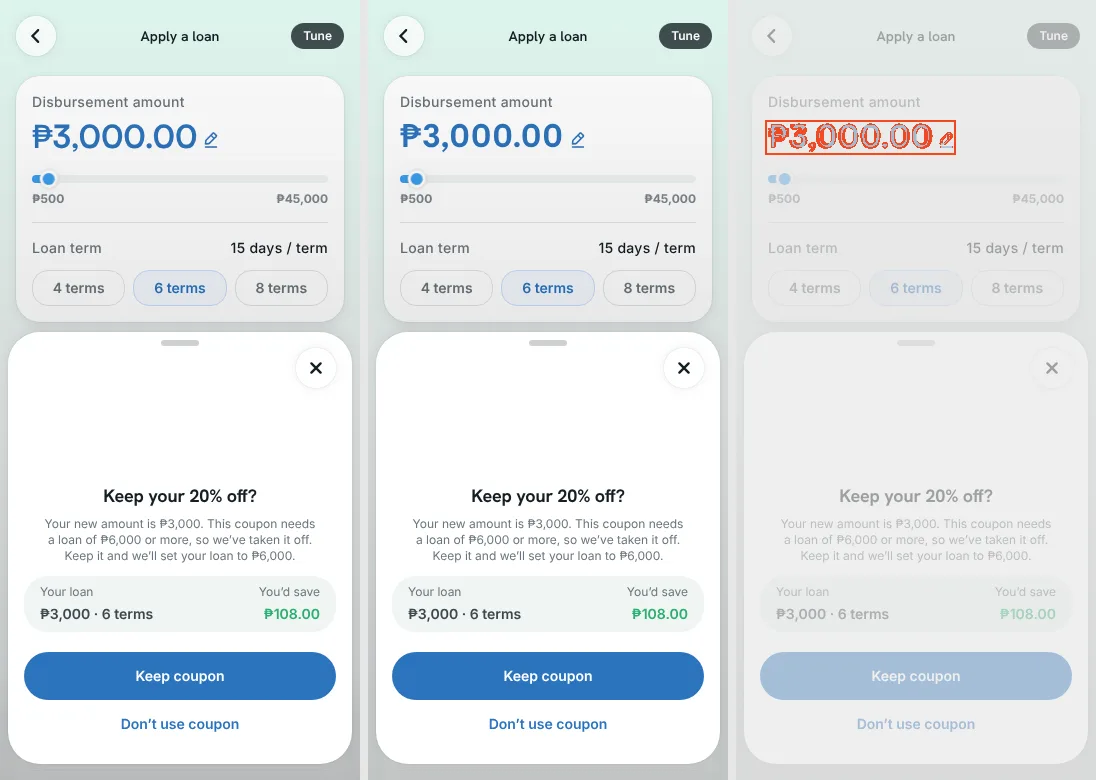 Apply a loan
Tune
Disbursement amount
₱3,000.00
₱500
₱45,000
Loan term
15 days / term
4 terms
6 terms
8 terms
Keep your 20% off?
Your new amount is ₱3,000. This coupon needs
a loan of ₱6,000 or more, so we’ve taken it off.
Keep it and we’ll set your loan to ₱6,000.
Your loan
You’d save
₱3,000 · 6 terms
₱108.00
Keep coupon
Don’t use coupon
Apply a loan
Tune
Disbursement amount
₱3,000.00
₱500
₱45,000
Loan term
15 days / term
4 terms
6 terms
8 terms
Keep your 20% off?
Your new amount is ₱3,000. This coupon needs
a loan of ₱6,000 or more, so we’ve taken it off.
Keep it and we’ll set your loan to ₱6,000.
Your loan
You’d save
₱3,000 · 6 terms
₱108.00
Keep coupon
Don’t use coupon
Apply a loan
Tune
Disbursement amount
₱3,000.00
₱500
₱45,000
Loan term
15 days / term
4 terms
6 terms
8 terms
Keep your 20% off?
Your new amount is ₱3,000. This coupon needs
a loan of ₱6,000 or more, so we’ve taken it off.
Keep it and we’ll set your loan to ₱6,000.
Your loan
You’d save
₱3,000 · 6 terms
₱108.00
Keep coupon
Don’t use coupon